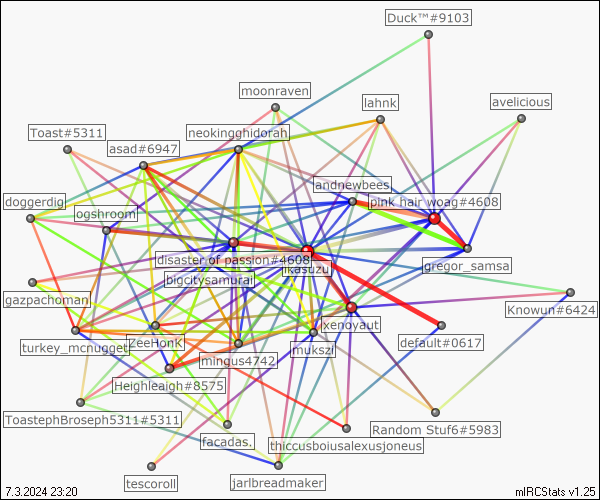 Duck™#9103
moonraven
lahnk
avelicious
Toast#5311
asad#6947
neokingghidorah
andnewbees
doggerdig
ogshroom
pink hair woag#4608
disaster of passion#4608
gregor_samsa
ikasuzu
bigcitysamurai
gazpachoman
Knowun#6424
xenoyaut
turkey_mcnugget
ZeeHonk
mingus4742
mukszi
default#0617
Heighleaigh#8575
ToastephBroseph5311#5311
facadas.
thiccusboiusalexusjoneus
Random Stuf6#5983
tescoroll
jarlbreadmaker
7.3.2024 23:20
mIRCStats v1.25